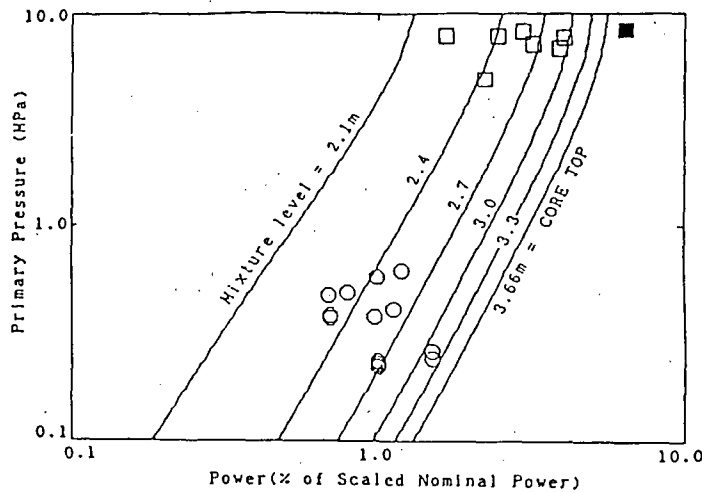 10.0
1.0
0.1
Primary Pressure (MPa)
Mixture level = 2.1m
2.4
2.7
3.0
3.3
3.66m = CORE TOP
0.1
1.0
10.0
Power(% of Scaled Nominal Power)